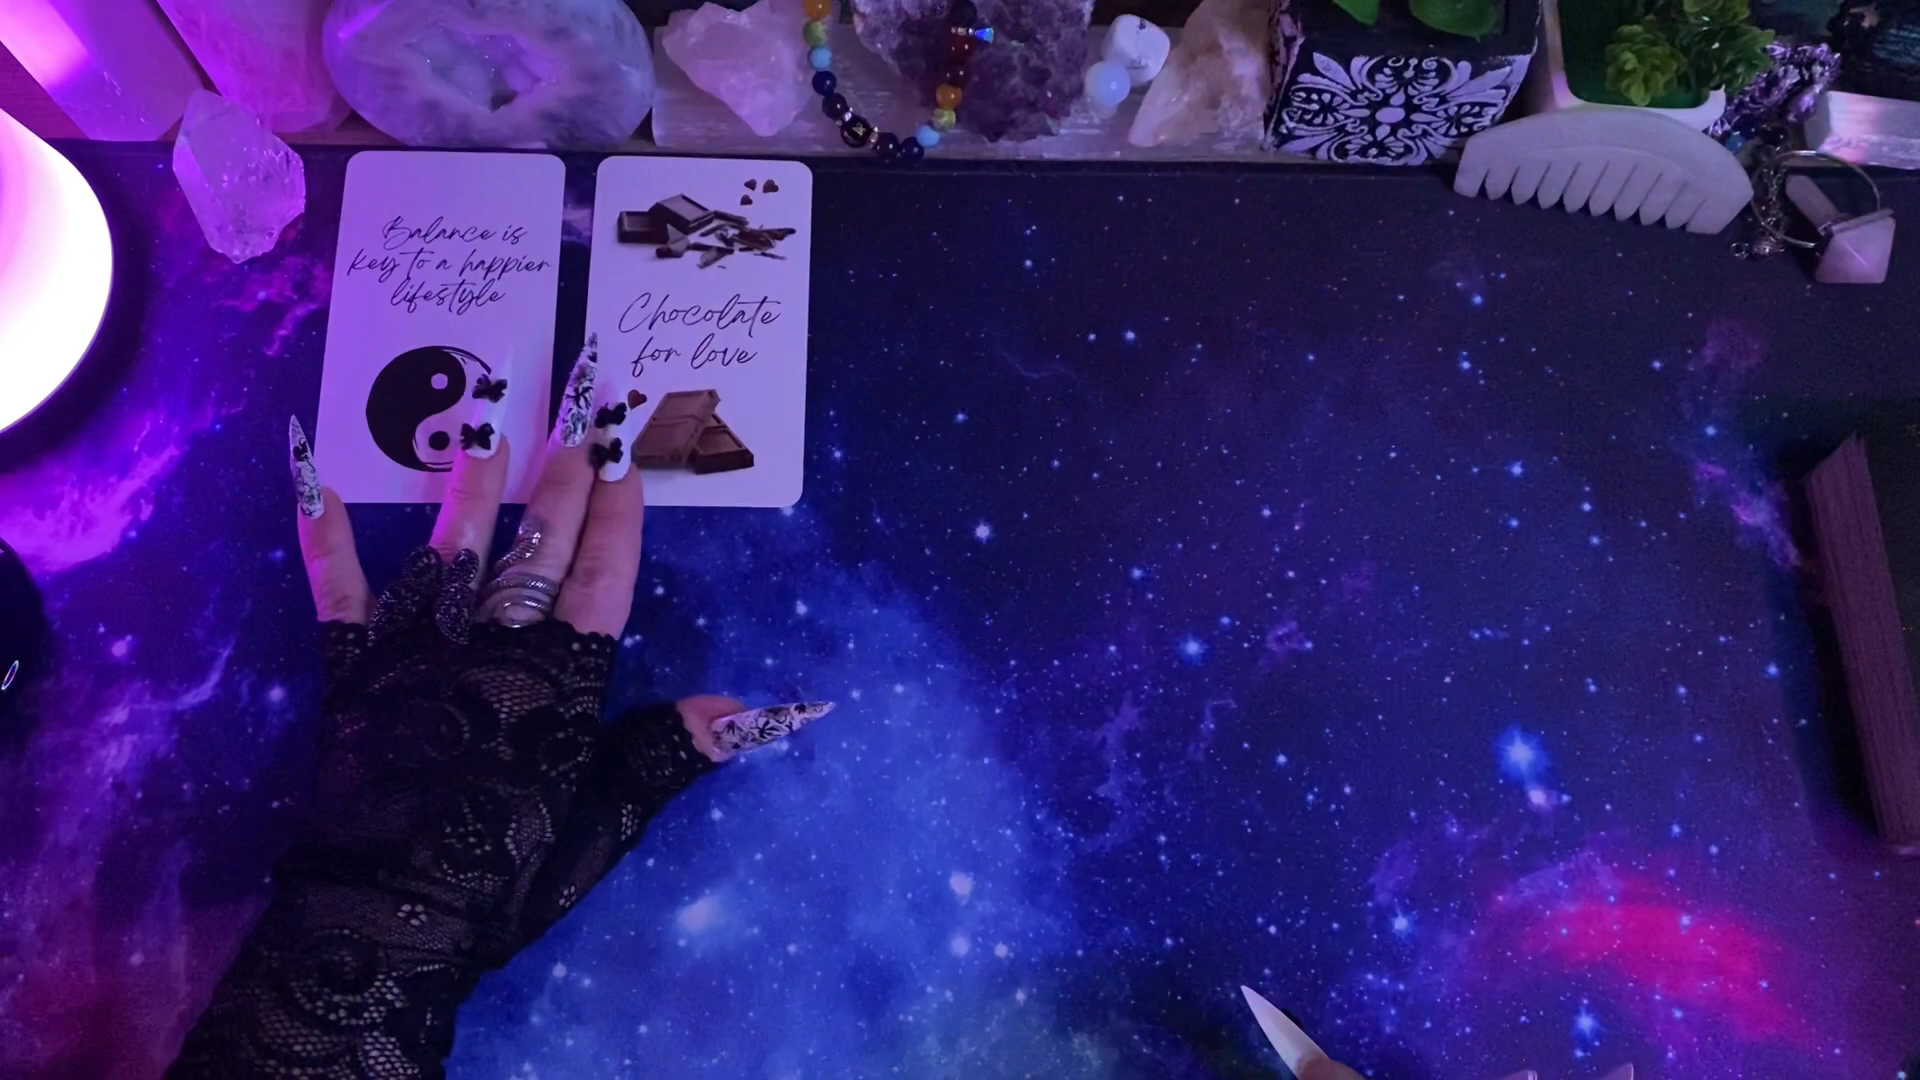 Balance is
key to a happier
lifestyle
Chocolate
for love